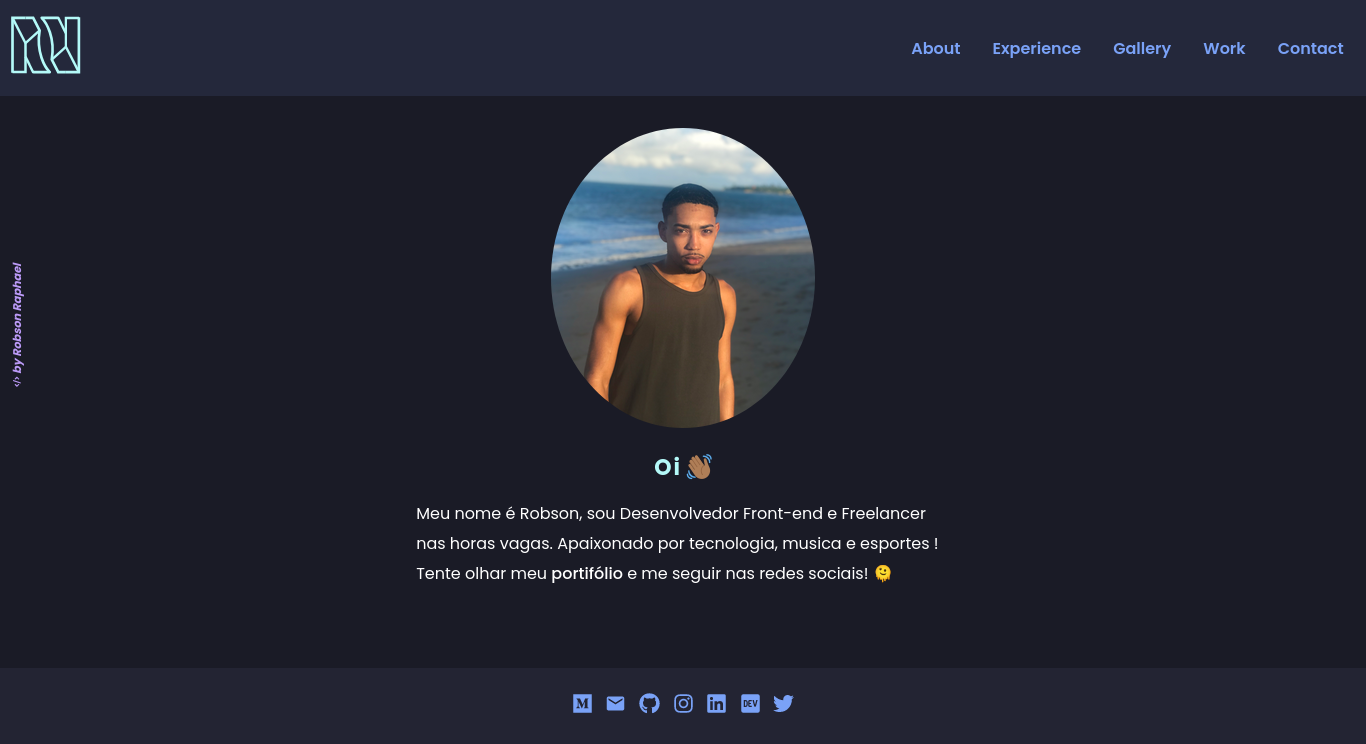 About Experience Gallery Work Contact
</> by Robson Raphael
Oi 👋🏽
Meu nome é Robson, sou Desenvolvedor Front-end e Freelancer
nas horas vagas. Apaixonado por tecnologia, musica e esportes !
Tente olhar meu portifólio e me seguir nas redes sociais! 🫠
M DEV